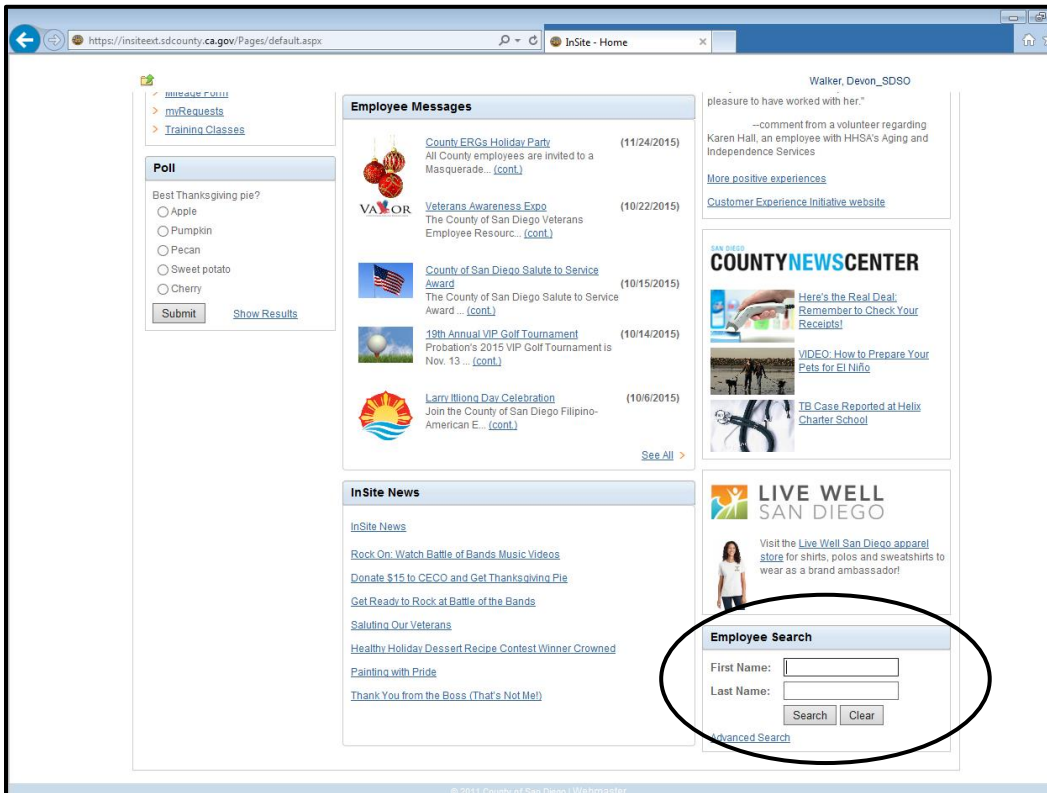 https://insiteext.sdcounty.ca.gov/Pages/default.aspx
InSite - Home
Walker, Devon_SDSO
Mileage Form
myRequests
Training Classes
Poll
Best Thanksgiving pie?
Apple
Pumpkin
Pecan
Sweet potato
Cherry
Submit
Show Results
Employee Messages
County ERGs Holiday Party (11/24/2015)
All County employees are invited to a
Masquerade... (cont.)
VALOR
Veterans Awareness Expo (10/22/2015)
The County of San Diego Veterans
Employee Resourc... (cont.)
County of San Diego Salute to Service
Award (10/15/2015)
The County of San Diego Salute to Service
Award ... (cont.)
19th Annual VIP Golf Tournament (10/14/2015)
Probation's 2015 VIP Golf Tournament is
Nov. 13 ... (cont.)
Larry Itliong Day Celebration (10/6/2015)
Join the County of San Diego Filipino-
American E... (cont.)
See All >
InSite News
InSite News
Rock On: Watch Battle of Bands Music Videos
Donate $15 to CECO and Get Thanksgiving Pie
Get Ready to Rock at Battle of the Bands
Saluting Our Veterans
Healthy Holiday Dessert Recipe Contest Winner Crowned
Painting with Pride
Thank You from the Boss (That's Not Me!)
pleasure to have worked with her."
--comment from a volunteer regarding
Karen Hall, an employee with HHSA's Aging and
Independence Services
More positive experiences
Customer Experience Initiative website
SAN DIEGO
COUNTYNEWSCENTER
Here's the Real Deal:
Remember to Check Your
Receipts!
VIDEO: How to Prepare Your
Pets for El Niño
TB Case Reported at Helix
Charter School
LIVE WELL
SAN DIEGO
Visit the Live Well San Diego apparel
store for shirts, polos and sweatshirts to
wear as a brand ambassador!
Employee Search
First Name:
Last Name:
Search Clear
Advanced Search
© 2011 County of San Diego | Webmaster